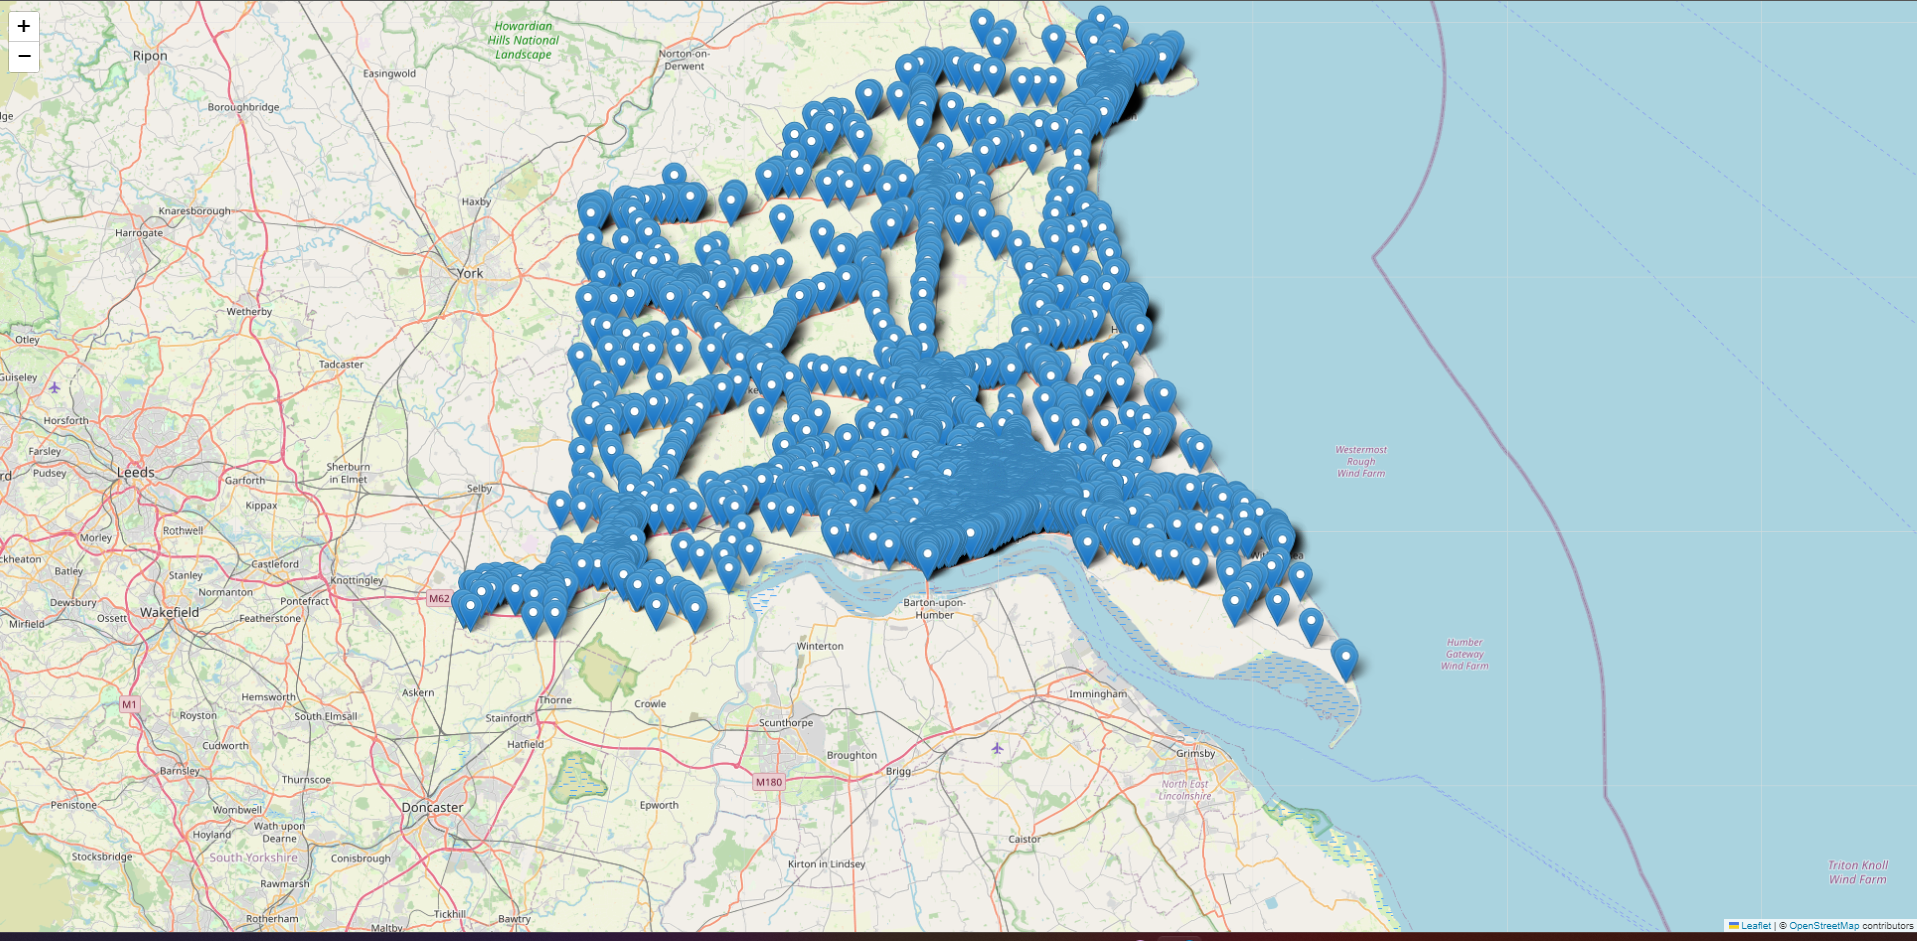 +
−
Ripon
Howardian
Hills National
Landscape
Norton-on-
Derwent
Easingwold
Boroughbridge
Knaresborough
Haxby
Harrogate
York
Wetherby
Otley
Tadcaster
Guiseley
Horsforth
Farsley
Pudsey
Leeds
Garforth
Sherburn
in Elmet
Selby
Kippax
Rothwell
Morley
Castleford
Batley
Stanley
Normanton
Knottingley
Pontefract
M62
Dewsbury
Wakefield
Ossett
Featherstone
Mirfield
Barton-upon-
Humber
Winterton
Westermost
Rough
Wind Farm
Humber
Gateway
Wind Farm
Hemsworth
Askern
M1
Royston
South Elmsall
Thorne
Crowle
Immingham
Stainforth
Scunthorpe
Cudworth
Hatfield
Broughton
Grimsby
Barnsley
Thurnscoe
M180
Brigg
North East
Lincolnshire
Penistone
Wombwell
Doncaster
Epworth
Hoyland
Wath upon
Dearne
Caistor
Stocksbridge
South Yorkshire
Conisbrough
Kirton in Lindsey
Triton Knoll
Wind Farm
Rawmarsh
Rotherham
Tickhill
Bawtry
Maltby
Leaflet | © OpenStreetMap contributors